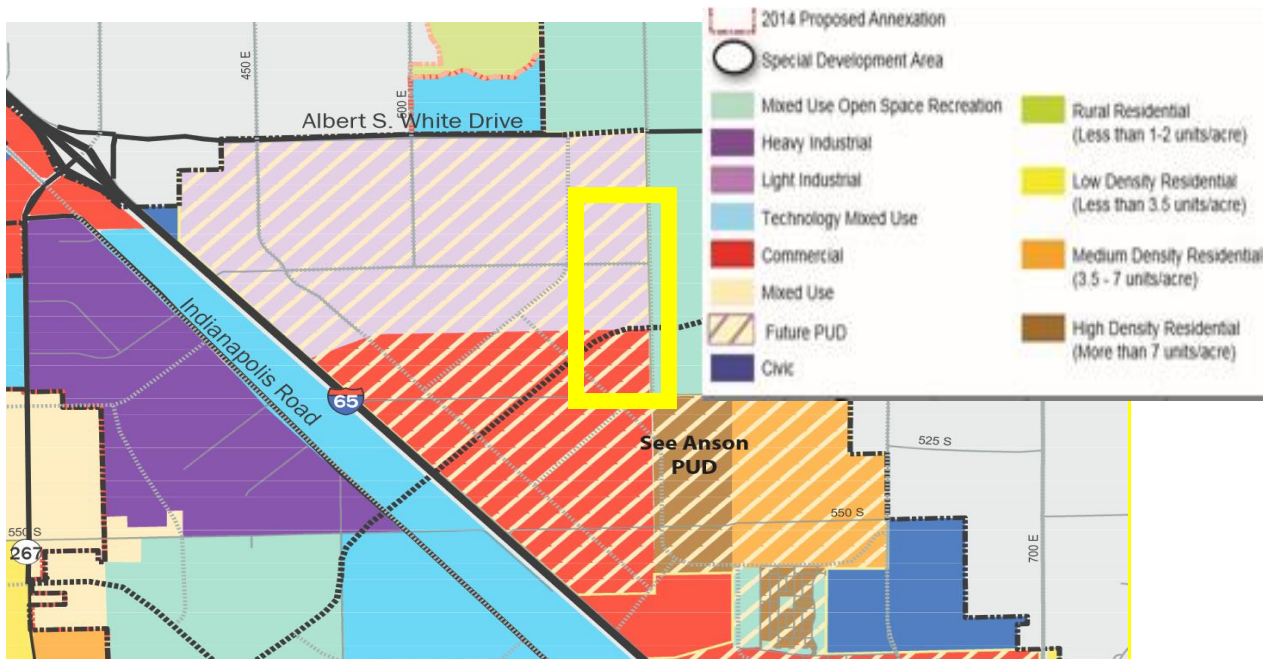 2014 Proposed Annexation
Special Development Area
Mixed Use Open Space Recreation
Heavy Industrial
Light Industrial
Technology Mixed Use
Commercial
Mixed Use
Future PUD
Civic
Rural Residential
(Less than 1-2 units/acre)
Low Density Residential
(Less than 3.5 units/acre)
Medium Density Residential
(3.5 - 7 units/acre)
High Density Residential
(More than 7 units/acre)
450 E
500 E
Albert S. White Drive
Indianapolis Road
65
See Anson
PUD
525 S
550 S
550 S
267
700 E